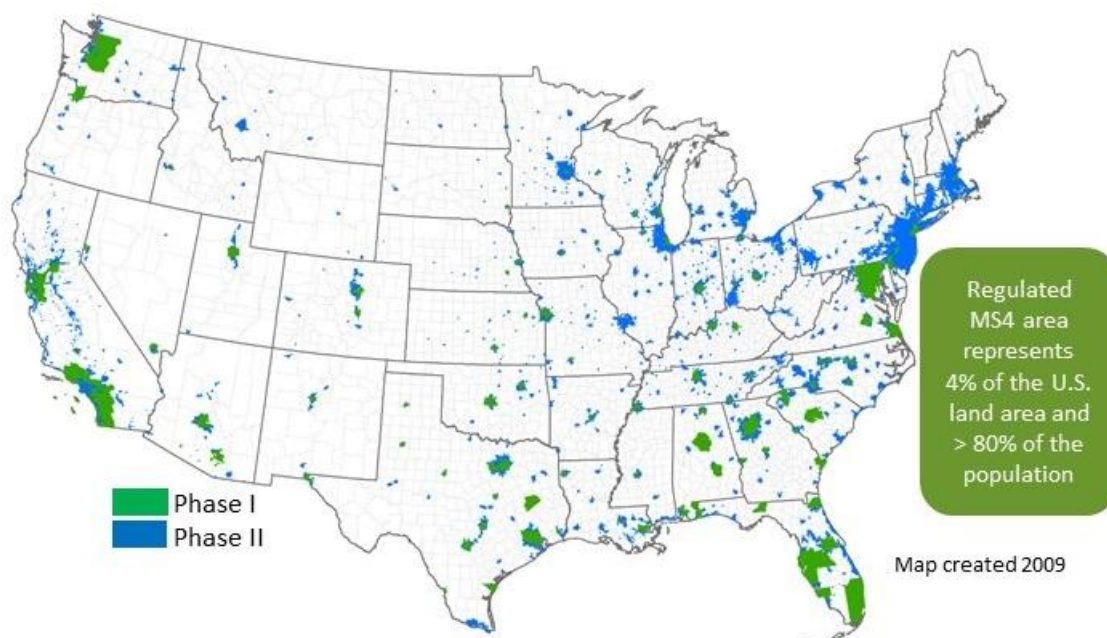 Regulated
MS4 area
represents
4% of the U.S.
land area and
> 80% of the
population
Phase I
Phase II
Map created 2009